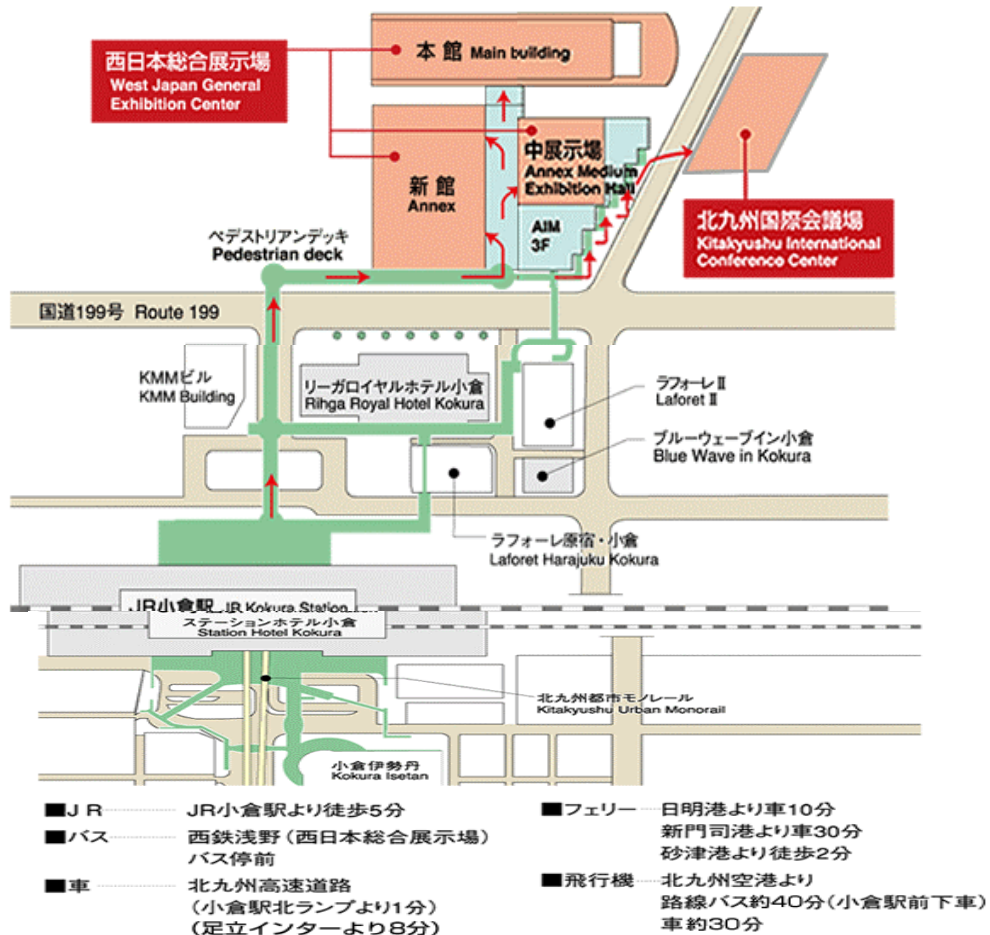 本館 Main building
西日本総合展示場
West Japan General
Exhibition Center
中展示場
Annex Medium
Exhibition Hall
新館
Annex
AIM
3F
北九州国際会議場
Kitakyushu International
Conference Center
ペデストリアンデッキ
Pedestrian deck
国道199号 Route 199
KMMビル
KMM Building
リーガロイヤルホテル小倉
Rihga Royal Hotel Kokura
ラフォーレⅡ
Laforet Ⅱ
ブルーウェーブイン小倉
Blue Wave in Kokura
ラフォーレ原宿・小倉
Laforet Harajuku Kokura
JR小倉駅 JR Kokura Station
ステーションホテル小倉
Station Hotel Kokura
北九州都市モノレール
Kitakyushu Urban Monorail
小倉伊勢丹
Kokura Isetan
■JR JR小倉駅より徒歩5分
■バス 西鉄浅野(西日本総合展示場)
バス停前
■車 北九州高速道路
(小倉駅北ランプより1分)
(足立インターより8分)
■フェリー 日明港より車10分
新門司港より車30分
砂津港より徒歩2分
■飛行機 北九州空港より
路線バス約40分(小倉駅前下車)
車約30分